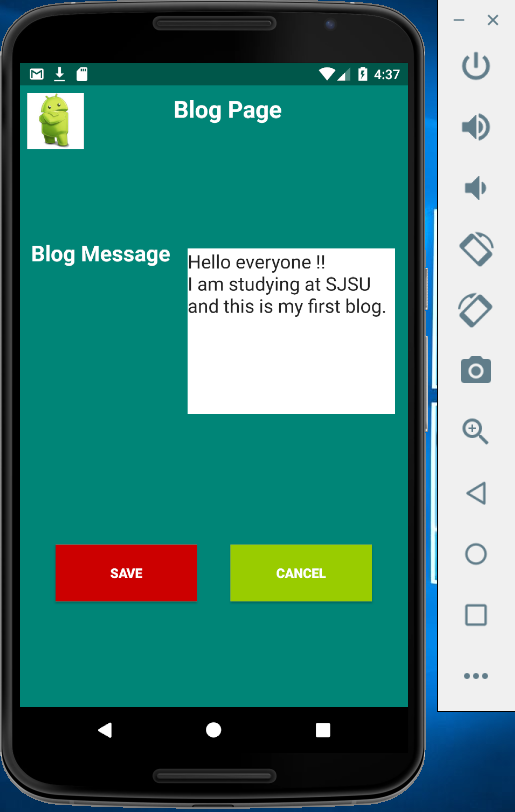 4:37
Blog Page
Blog Message
Hello everyone !!
I am studying at SJSU
and this is my first blog.
SAVE
CANCEL